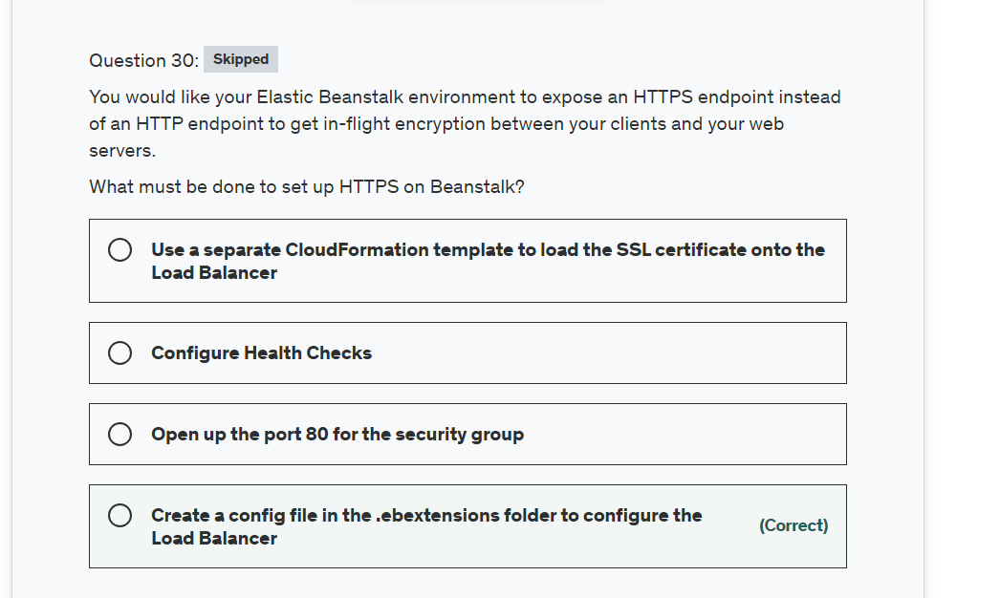 Question 30: Skipped
You would like your Elastic Beanstalk environment to expose an HTTPS endpoint instead
of an HTTP endpoint to get in-flight encryption between your clients and your web
servers.
What must be done to set up HTTPS on Beanstalk?
Use a separate CloudFormation template to load the SSL certificate onto the
Load Balancer
Configure Health Checks
Open up the port 80 for the security group
Create a config file in the .ebextensions folder to configure the
Load Balancer
(Correct)